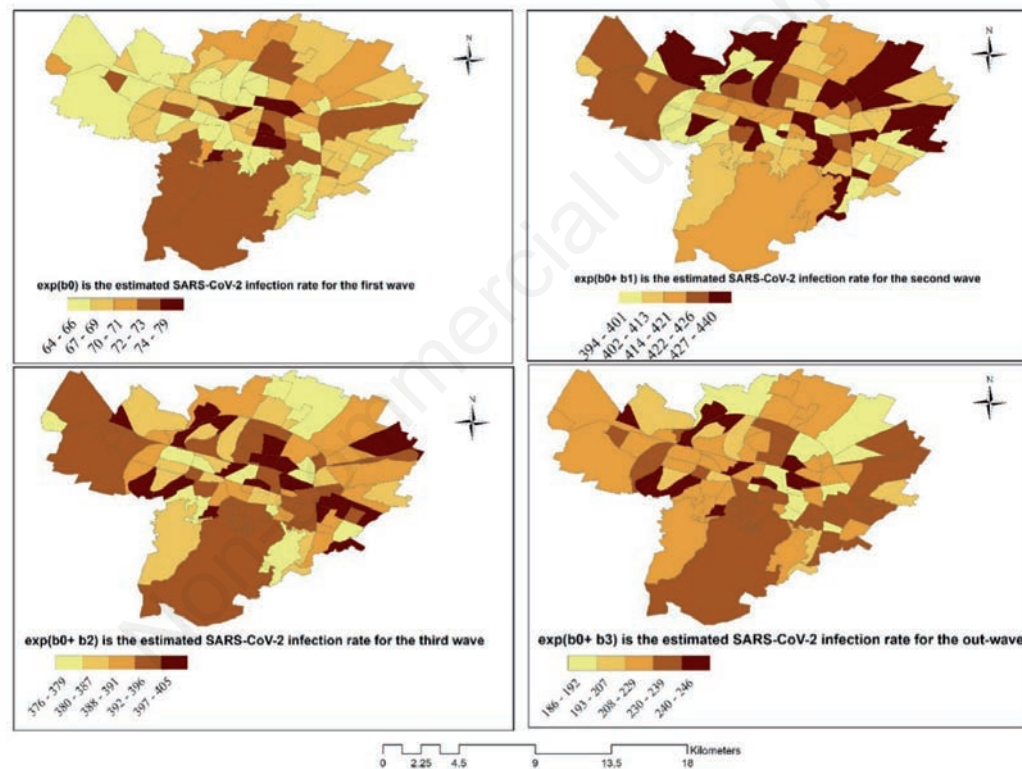 N
exp(b0) is the estimated SARS-CoV-2 infection rate for the first wave
64 - 66
67 - 69
70 - 71
72 - 73
74 - 79
N
exp(b0+ b1) is the estimated SARS-CoV-2 infection rate for the second wave
394 - 401
402 - 413
414 - 421
422 - 426
427 - 440
N
exp(b0+ b2) is the estimated SARS-CoV-2 infection rate for the third wave
376 - 379
380 - 387
388 - 391
392 - 396
397 - 405
N
exp(b0+ b3) is the estimated SARS-CoV-2 infection rate for the out-wave
186 - 192
193 - 207
208 - 229
230 - 239
240 - 246
Kilometers
0 2.25 4.5 9 13.5 18
Non-commercial use